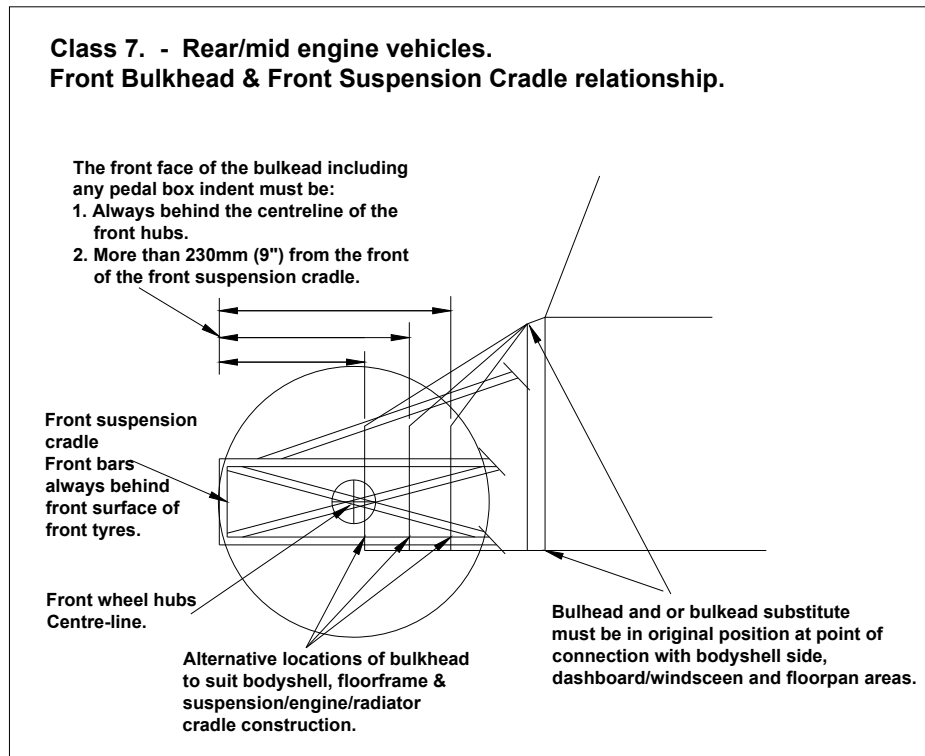 Class 7.  -  Rear/mid engine vehicles.
Front Bulkhead & Front Suspension Cradle relationship.
The front face of the bulkead including
any pedal box indent must be:
1. Always behind the centreline of the
front hubs.
2. More than 230mm (9") from the front
of the front suspension cradle.
Front suspension
cradle
Front bars
always behind
front surface of
front tyres.
Front wheel hubs
Centre-line.
Alternative locations of bulkhead
to suit bodyshell, floorframe &
suspension/engine/radiator
cradle construction.
Bulhead and or bulkead substitute
must be in original position at point of
connection with bodyshell side,
dashboard/windsceen and floorpan areas.